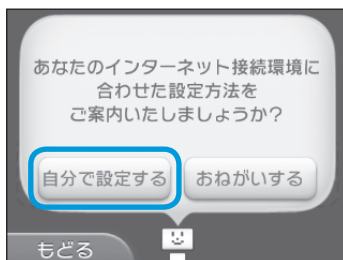 あなたのインターネット接続環境に
合わせた設定方法を
ご案内いたしましょうか?
自分で設定する
おねがいする
もどる